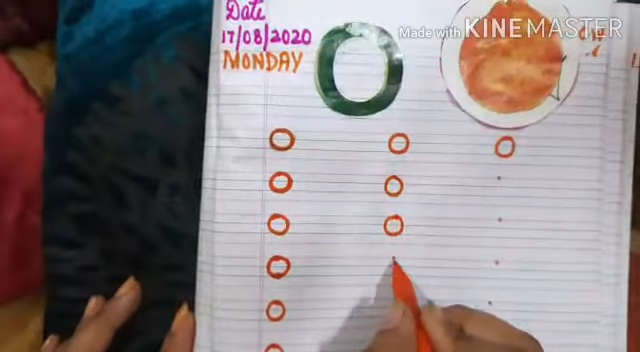 Date
17/08/2020
MONDAY
O
Made with KINEMASTER
O O O
O O
O O
O
O